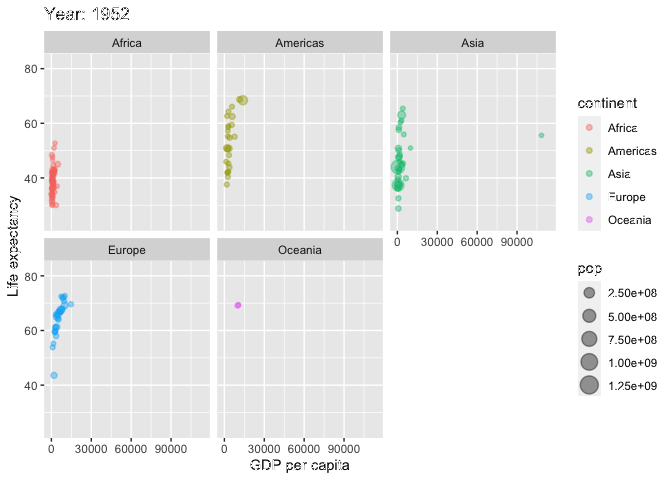 Year: 1952
Africa
Americas
Asia
80
60
40
0 30000 60000 90000
Europe
Oceania
80
60
40
0 30000 60000 90000
0 30000 60000 90000
Life expectancy
GDP per capita
continent
Africa
Americas
Asia
Europe
Oceania
pop
2.50e+08
5.00e+08
7.50e+08
1.00e+09
1.25e+09